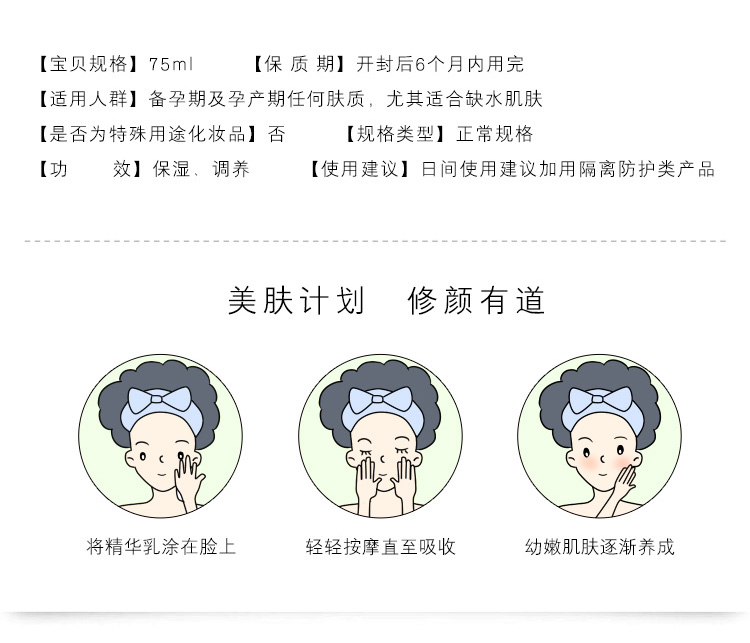 【宝贝规格】75ml 【保 质 期】开封后6个月内用完
【适用人群】备孕期及孕产期任何肤质，尤其适合缺水肌肤
【是否为特殊用途化妆品】否 【规格类型】正常规格
【功 效】保湿、调养 【使用建议】日间使用建议加用隔离防护类产品
美肤计划 修颜有道
将精华乳涂在脸上 轻轻按摩直至吸收 幼嫩肌肤逐渐养成